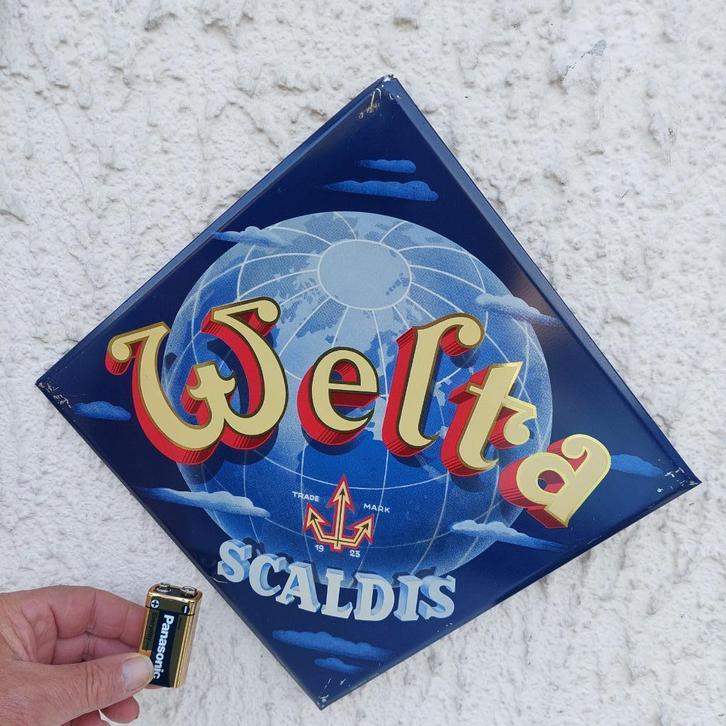 Welta
TRADE MARK
19 23
SCALDIS
Panasonic